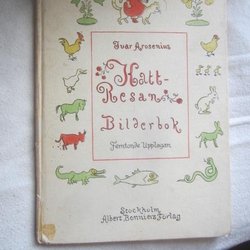 Ivar Arosenius
Katt-
Resan
Bilderbok
Femtonde Upplagan
Stockholm
Albert Bonniers Förlag